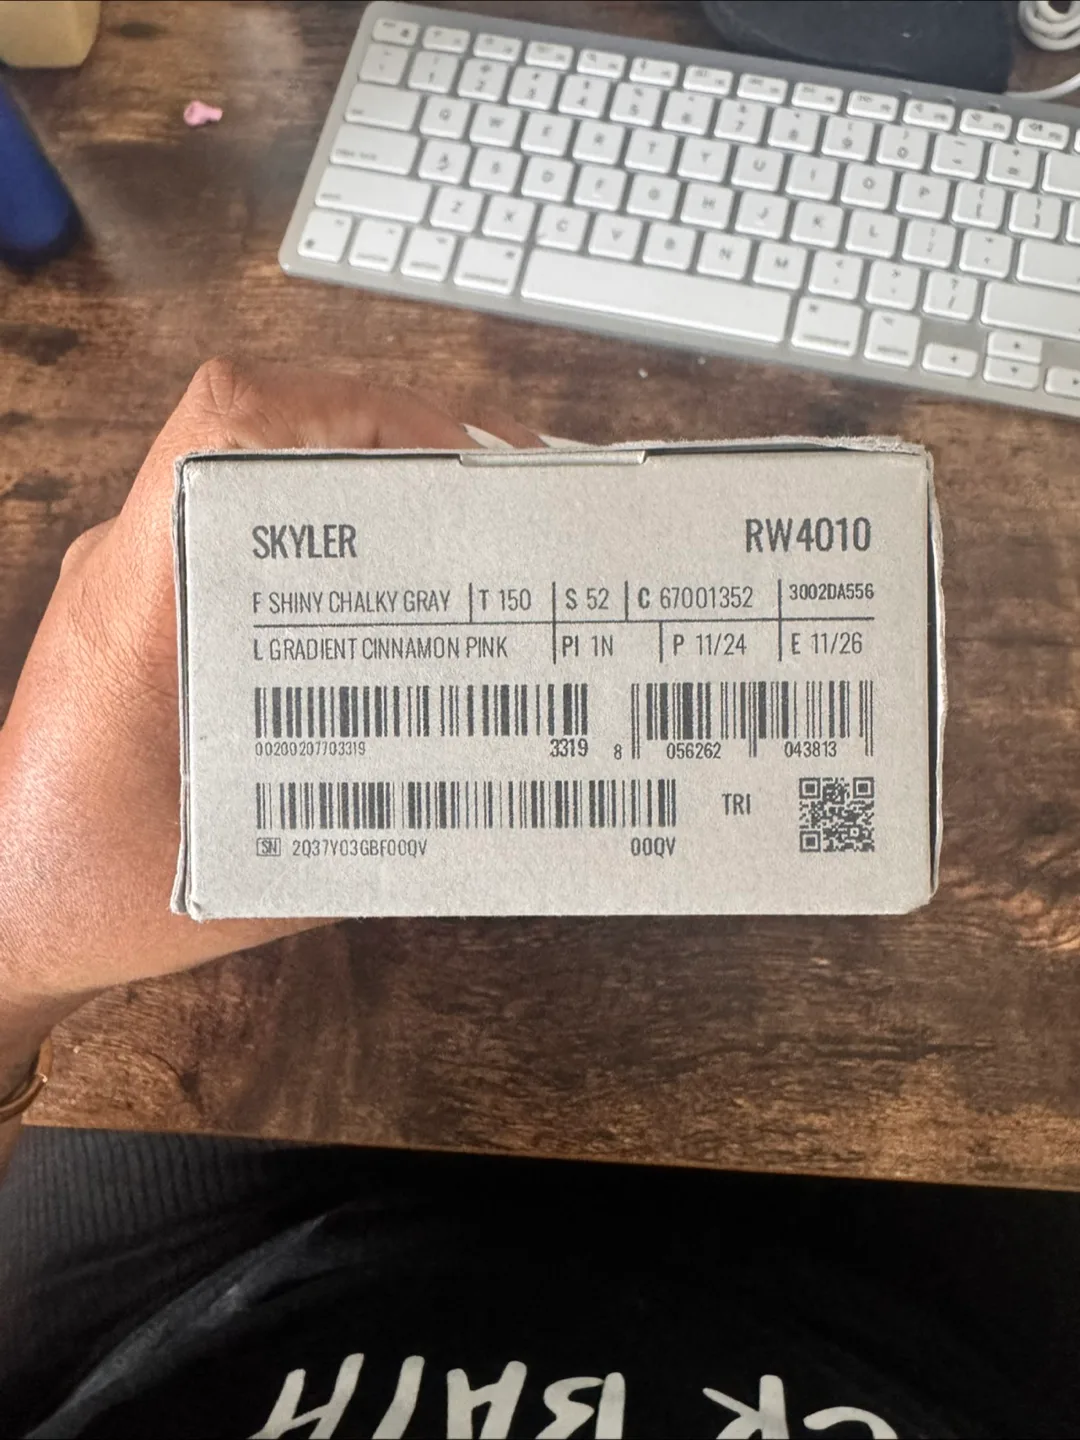 Q W E R T Y U I O P
A S D F G H J K L
Z X C V B N M
SKYLER RW4010
F SHINY CHALKY GRAY T 150 S 52 C 67001352 3002DA556
L GRADIENT CINNAMON PINK PI 1N P 11/24 E 11/26
00200207703319 3319 8 056262 043813
TRI
SN 2Q37Y03GBF00QV 00QV